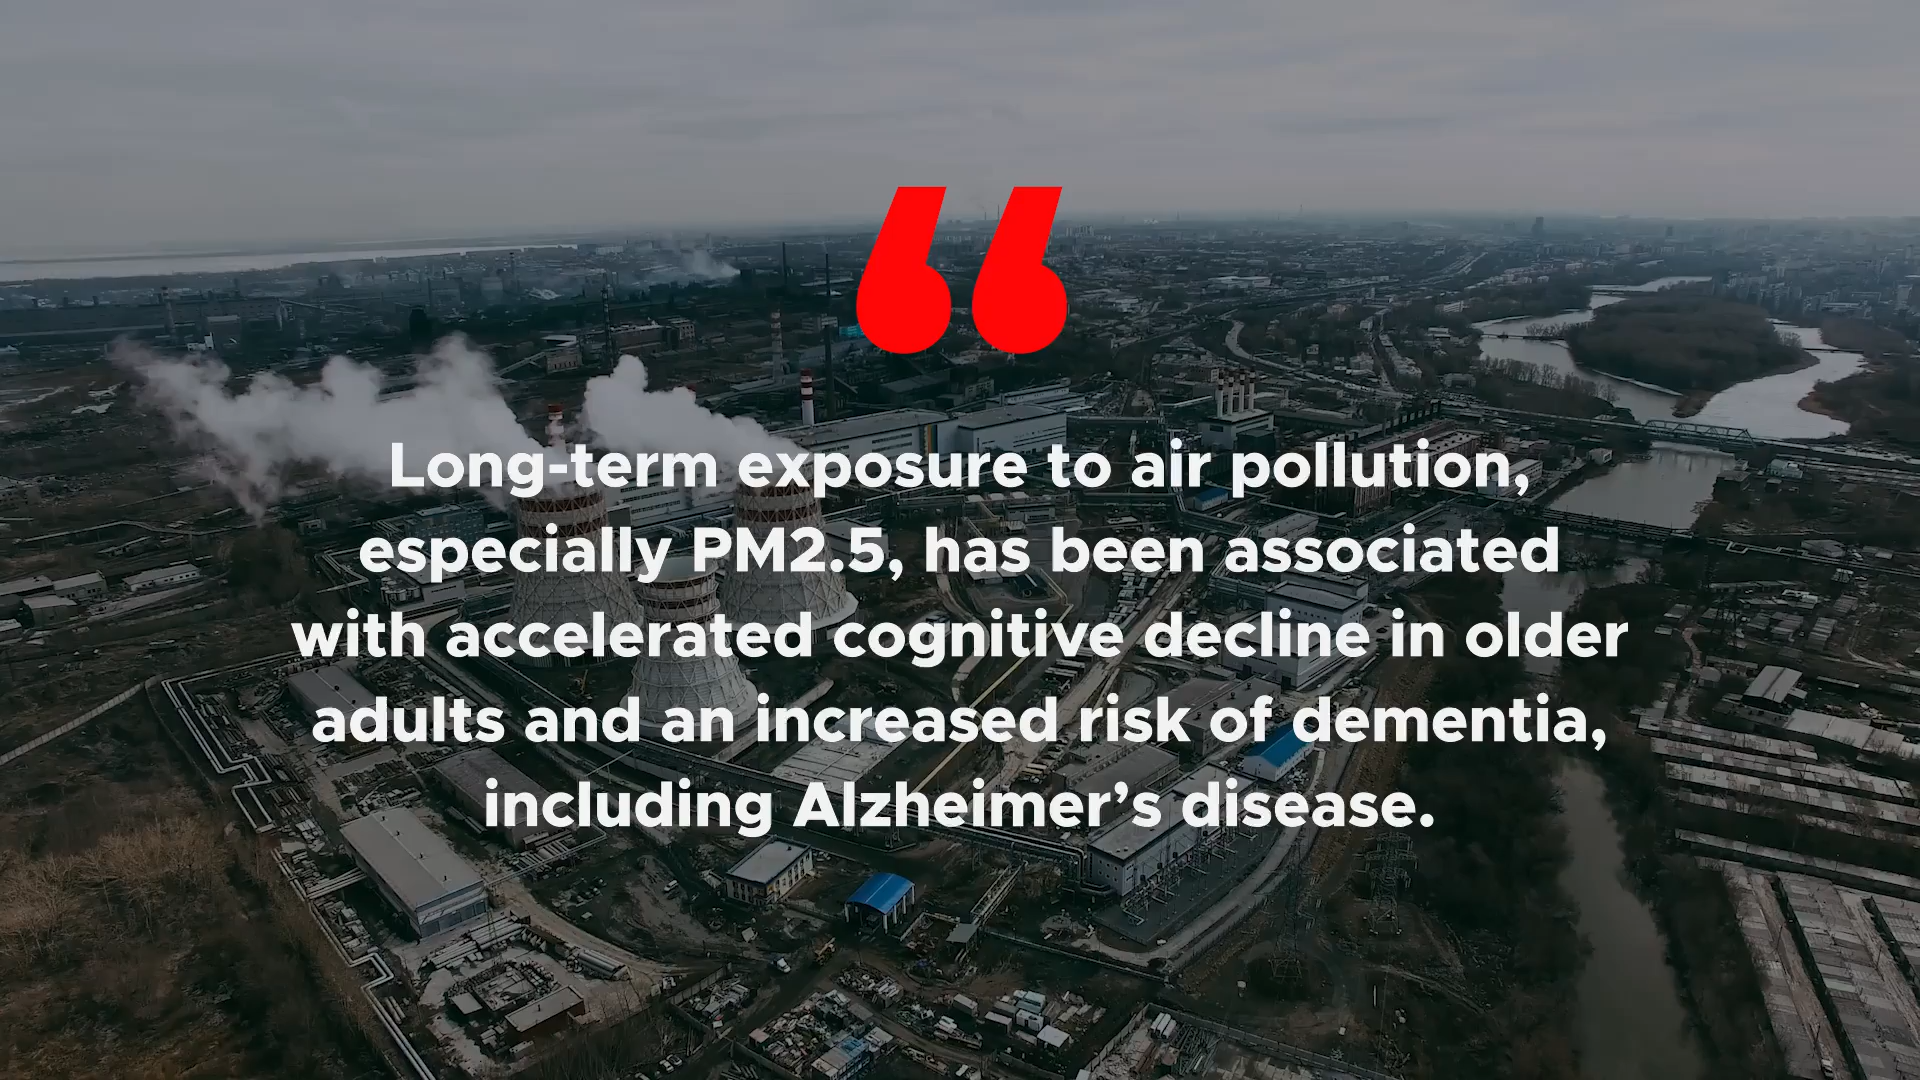 “
Long-term exposure to air pollution,
especially PM2.5, has been associated
with accelerated cognitive decline in older
adults and an increased risk of dementia,
including Alzheimer’s disease.